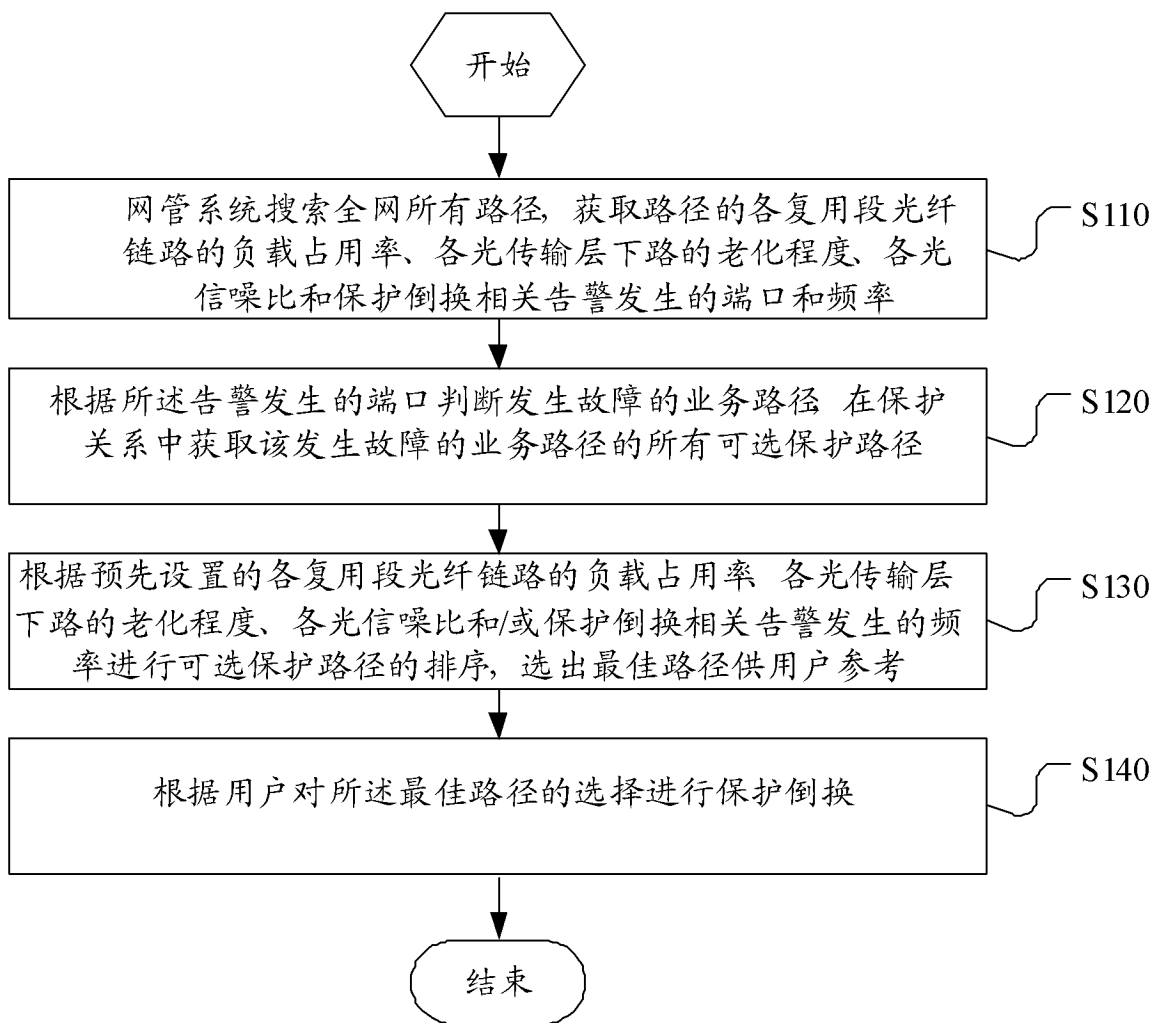 开始
网管系统搜索全网所有路径，获取路径的各复用段光纤
链路的负载占用率、各光传输层下路的老化程度、各光
信噪比和保护倒换相关告警发生的端口和频率
S110
根据所述告警发生的端口判断发生故障的业务路径，在保护
关系中获取该发生故障的业务路径的所有可选保护路径
S120
根据预先设置的各复用段光纤链路的负载占用率、各光传输层
下路的老化程度、各光信噪比和/或保护倒换相关告警发生的频
率进行可选保护路径的排序，选出最佳路径供用户参考
S130
根据用户对所述最佳路径的选择进行保护倒换
S140
结束